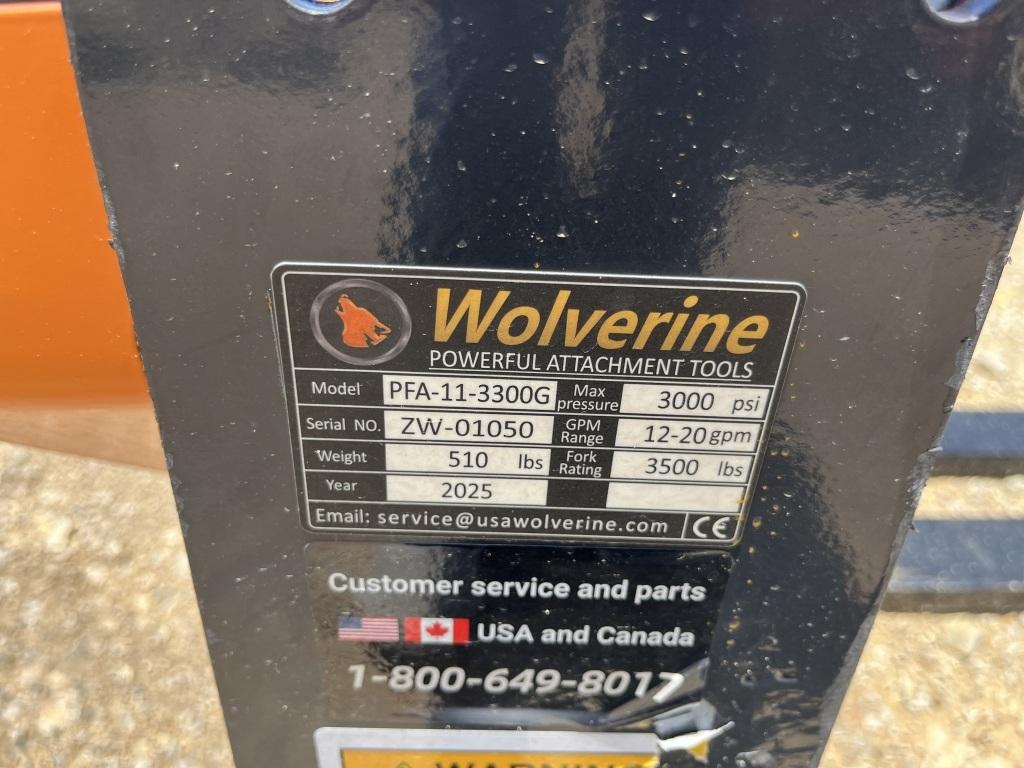 Wolverine
POWERFUL ATTACHMENT TOOLS
Model PFA-11-3300G Max pressure 3000 psi
Serial NO. ZW-01050 GPM Range 12-20 gpm
Weight 510 lbs Fork Rating 3500 lbs
Year 2025
Email: service@usawolverine.com CE
Customer service and parts
USA and Canada
1-800-649-8017
WARNING